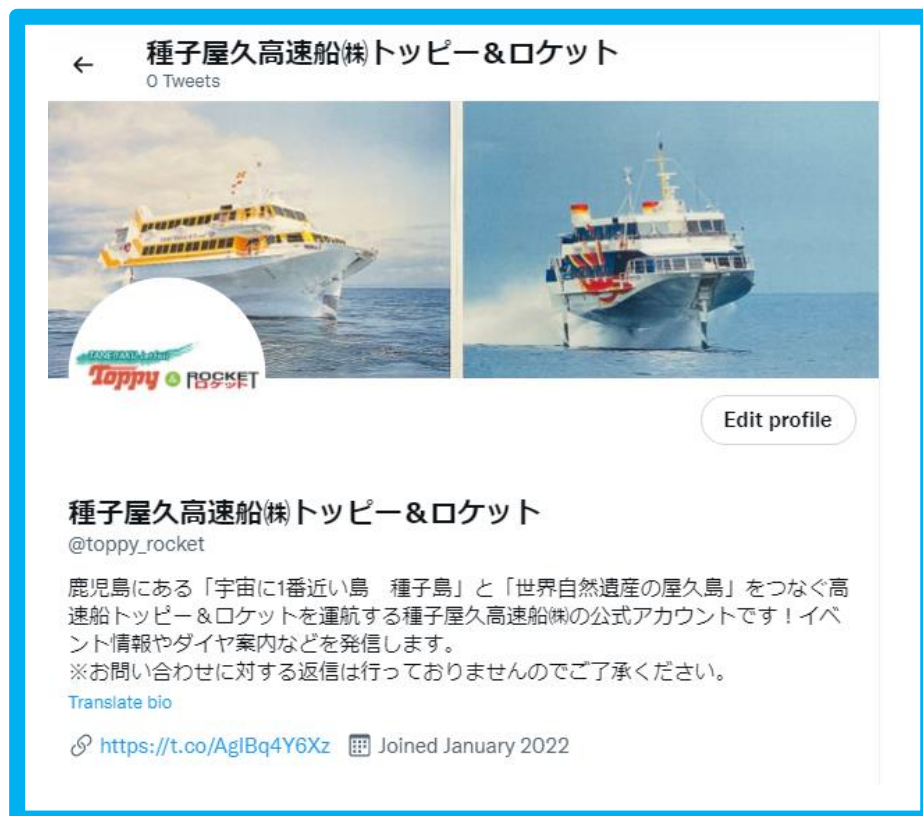 種子屋久高速船㈱トッピー＆ロケット
0 Tweets
Toppy & ROCKET
ロケット
Edit profile
種子屋久高速船㈱トッピー＆ロケット
@toppy_rocket
鹿児島にある「宇宙に1番近い島　種子島」と「世界自然遺産の屋久島」をつなぐ高
速船トッピー＆ロケットを運航する種子屋久高速船㈱の公式アカウントです！イベ
ント情報やダイヤ案内などを発信します。
※お問い合わせに対する返信は行っておりませんのでご了承ください。
Translate bio
https://t.co/AglBq4Y6Xz Joined January 2022